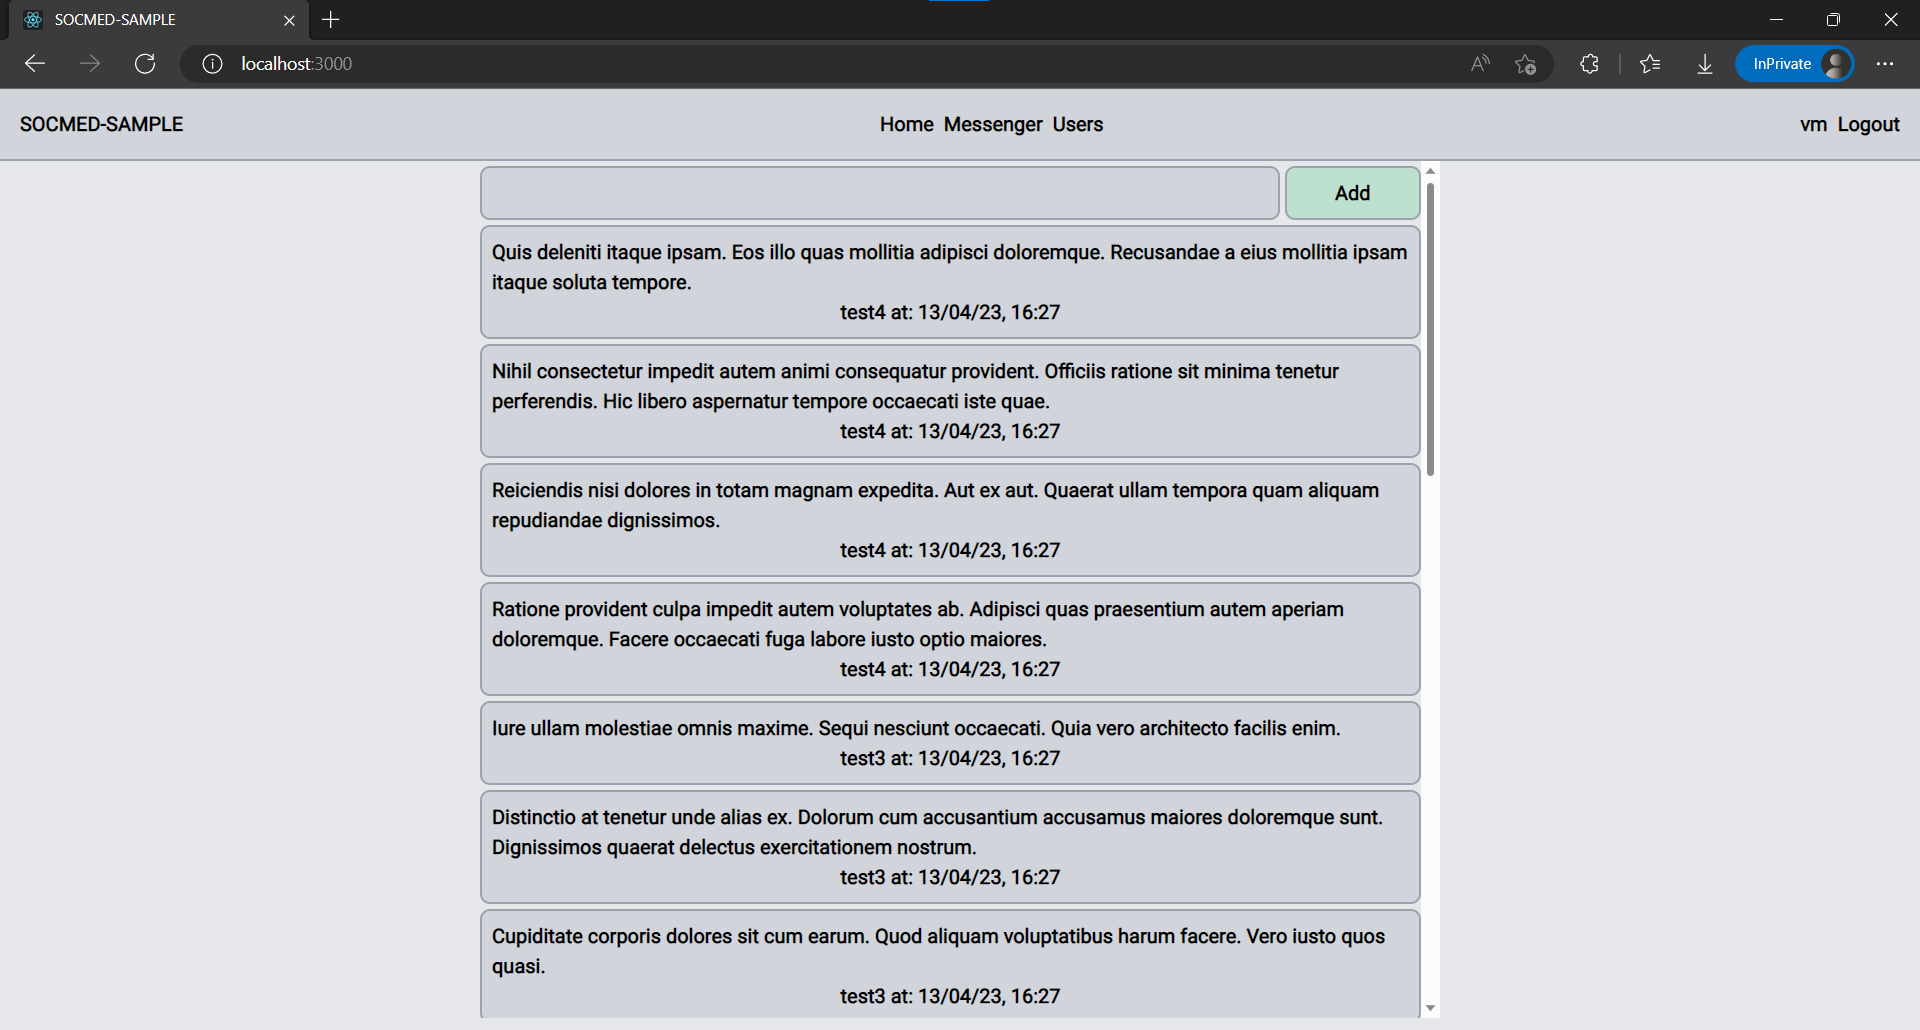 SOCMED-SAMPLE
localhost:3000
InPrivate
SOCMED-SAMPLE
Home Messenger Users
vm Logout
Add
Quis deleniti itaque ipsam. Eos illo quas mollitia adipisci doloremque. Recusandae a eius mollitia ipsam
itaque soluta tempore.
test4 at: 13/04/23, 16:27
Nihil consectetur impedit autem animi consequatur provident. Officiis ratione sit minima tenetur
perferendis. Hic libero aspernatur tempore occaecati iste quae.
test4 at: 13/04/23, 16:27
Reiciendis nisi dolores in totam magnam expedita. Aut ex aut. Quaerat ullam tempora quam aliquam
repudiandae dignissimos.
test4 at: 13/04/23, 16:27
Ratione provident culpa impedit autem voluptates ab. Adipisci quas praesentium autem aperiam
doloremque. Facere occaecati fuga labore iusto optio maiores.
test4 at: 13/04/23, 16:27
Iure ullam molestiae omnis maxime. Sequi nesciunt occaecati. Quia vero architecto facilis enim.
test3 at: 13/04/23, 16:27
Distinctio at tenetur unde alias ex. Dolorum cum accusantium accusamus maiores doloremque sunt.
Dignissimos quaerat delectus exercitationem nostrum.
test3 at: 13/04/23, 16:27
Cupiditate corporis dolores sit cum earum. Quod aliquam voluptatibus harum facere. Vero iusto quos
quasi.
test3 at: 13/04/23, 16:27